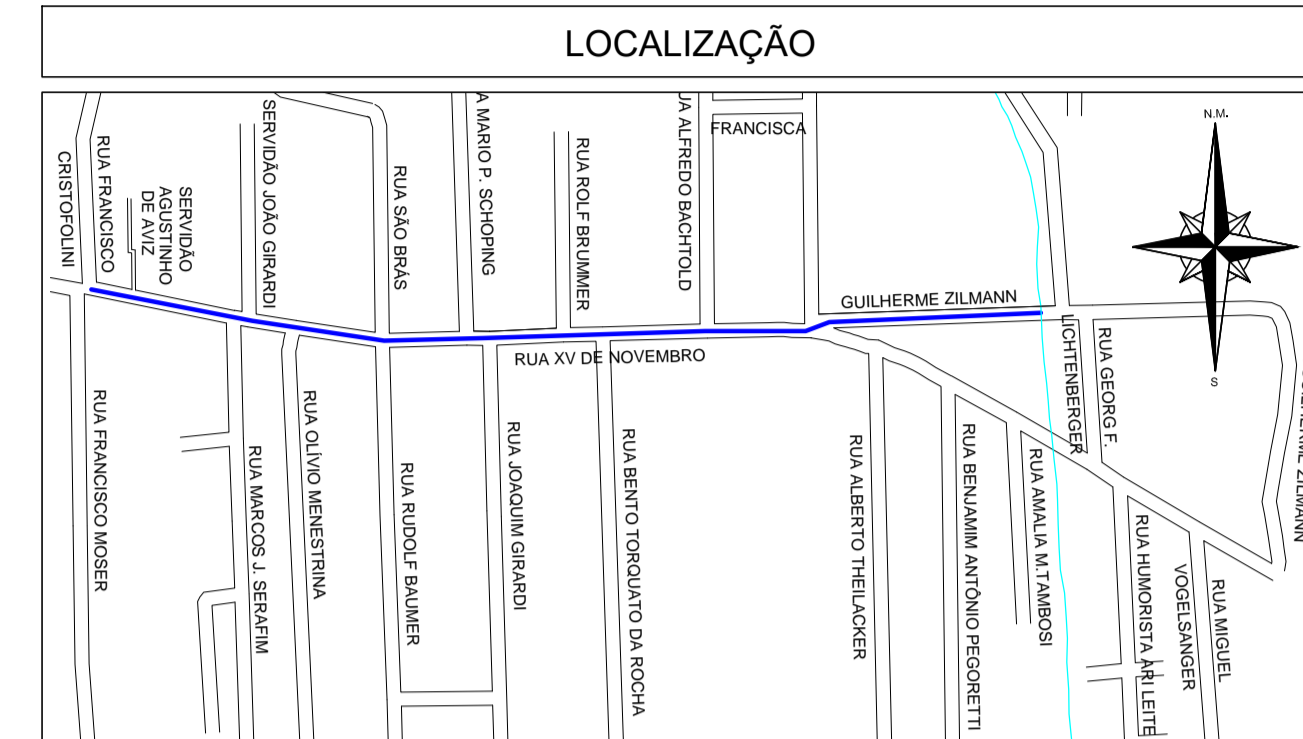 LOCALIZAÇÃO
CRISTOFOLINI
RUA FRANCISCO
SERVIDÃO
AGUSTINHO
DE AVIZ
SERVIDÃO JOÃO GIRARDI
RUA SÃO BRÁS
A MARIO P. SCHOPING
RUA ROLF BRUMMER
UA ALFREDO BACHTOLD
FRANCISCA
N.M.
S
GUILHERME ZILMANN
RUA XV DE NOVEMBRO
LICHTENBERGER
RUA GEORG F.
GUILHERME ZILMANN
RUA FRANCISCO MOSER
RUA MARCOS J. SERAFIM
RUA OLÍVIO MENESTRINA
RUA RUDOLF BAUMER
RUA JOAQUIM GIRARDI
RUA BENTO TORQUATO DA ROCHA
RUA ALBERTO THEILACKER
RUA BENJAMIM ANTÔNIO PEGORETTI
RUA AMALIA M.TAMBOSI
RUA HUMORISTA ARI LEITE
VOGELSANGER
RUA MIGUEL